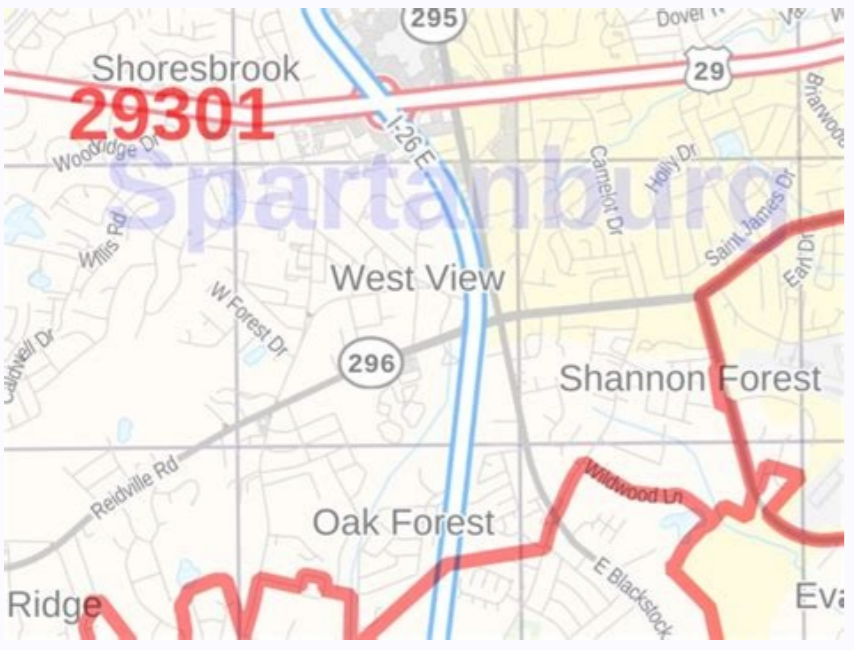 295
Dover
Shoresbrook
29
29301
I-26 E
Briarwood
Woodridge Dr
Spartanburg
Camelot Dr
Holly Dr
Saint James Dr
Willis Rd
Earl Dr
West View
W Forest Dr
296
Caldwell Dr
Shannon Forest
Reidville Rd
Wildwood Ln
Oak Forest
E Blackstock
Ridge
Eva